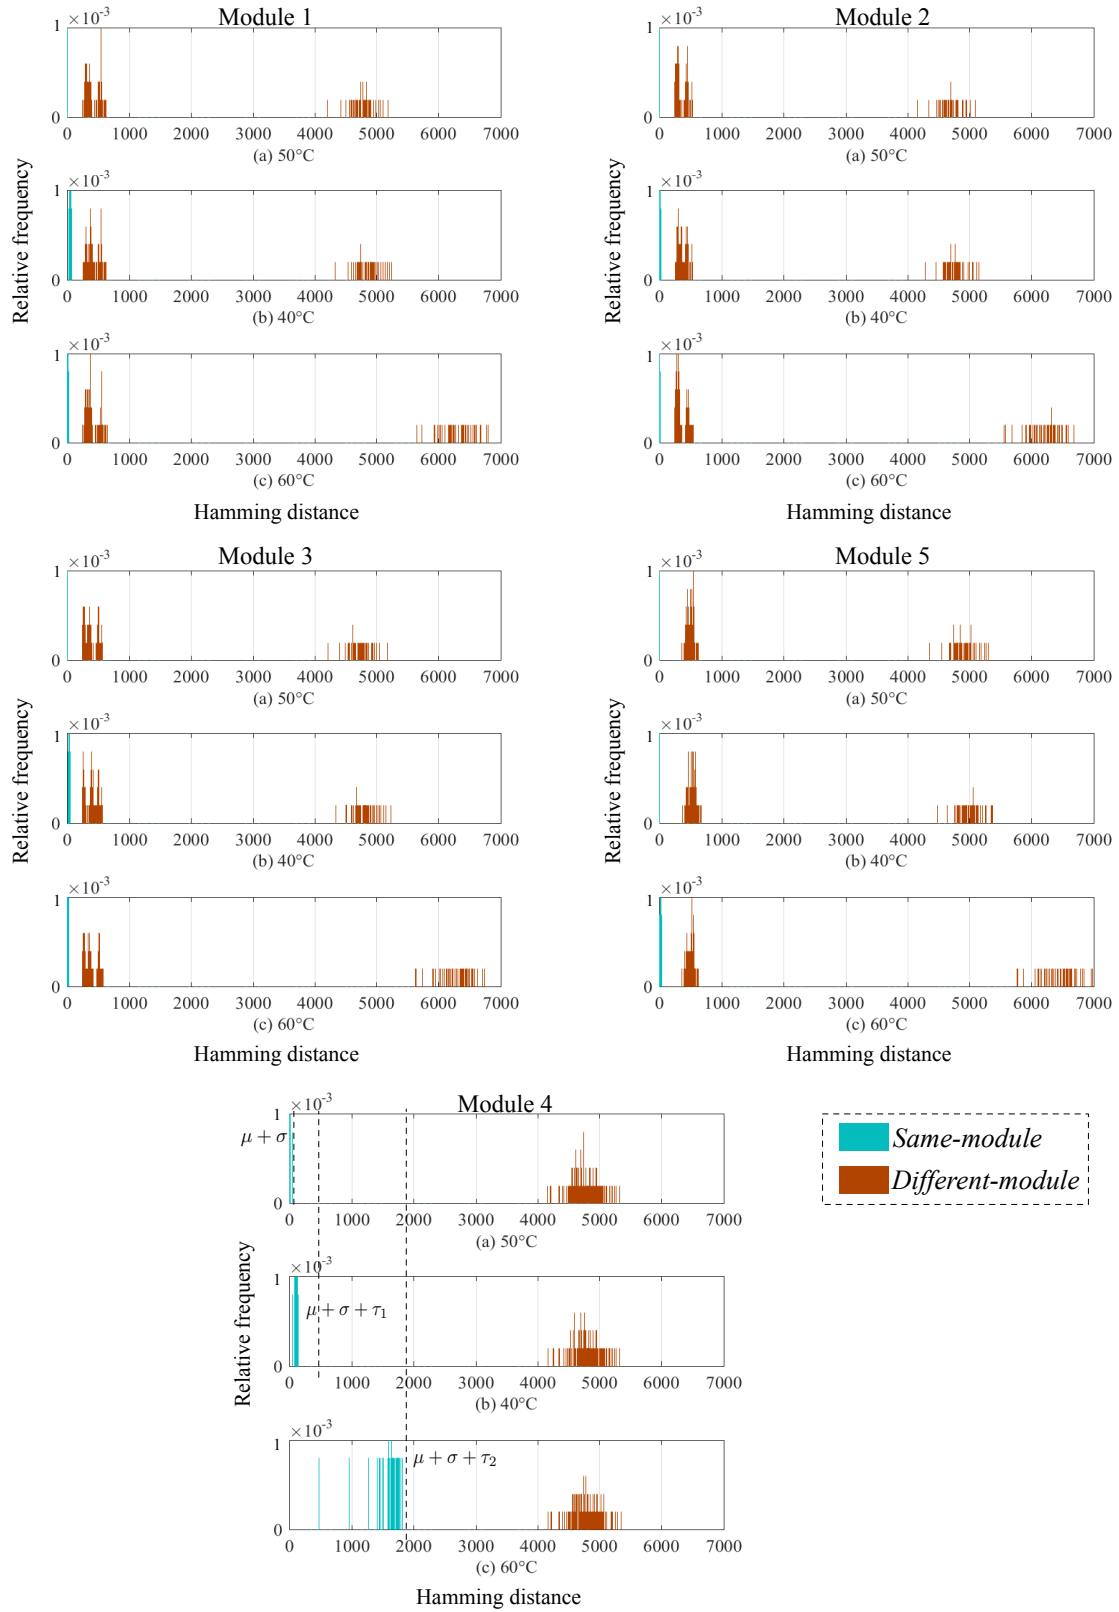 Module 1
×10-3
1
0
0 1000 2000 3000 4000 5000 6000 7000
(a) 50°C
×10-3
1
0
0 1000 2000 3000 4000 5000 6000 7000
(b) 40°C
×10-3
1
0
0 1000 2000 3000 4000 5000 6000 7000
(c) 60°C
Relative frequency
Hamming distance
Module 2
×10-3
1
0
0 1000 2000 3000 4000 5000 6000 7000
(a) 50°C
×10-3
1
0
0 1000 2000 3000 4000 5000 6000 7000
(b) 40°C
×10-3
1
0
0 1000 2000 3000 4000 5000 6000 7000
(c) 60°C
Relative frequency
Hamming distance
Module 3
×10-3
1
0
0 1000 2000 3000 4000 5000 6000 7000
(a) 50°C
×10-3
1
0
0 1000 2000 3000 4000 5000 6000 7000
(b) 40°C
×10-3
1
0
0 1000 2000 3000 4000 5000 6000 7000
(c) 60°C
Relative frequency
Hamming distance
Module 5
×10-3
1
0
0 1000 2000 3000 4000 5000 6000 7000
(a) 50°C
×10-3
1
0
0 1000 2000 3000 4000 5000 6000 7000
(b) 40°C
×10-3
1
0
0 1000 2000 3000 4000 5000 6000 7000
(c) 60°C
Relative frequency
Hamming distance
Module 4
×10-3
1
μ + σ
0
0 1000 2000 3000 4000 5000 6000 7000
(a) 50°C
×10-3
1
μ + σ + τ1
0
0 1000 2000 3000 4000 5000 6000 7000
(b) 40°C
×10-3
1
μ + σ + τ2
0
0 1000 2000 3000 4000 5000 6000 7000
(c) 60°C
Relative frequency
Hamming distance
Same-module
Different-module